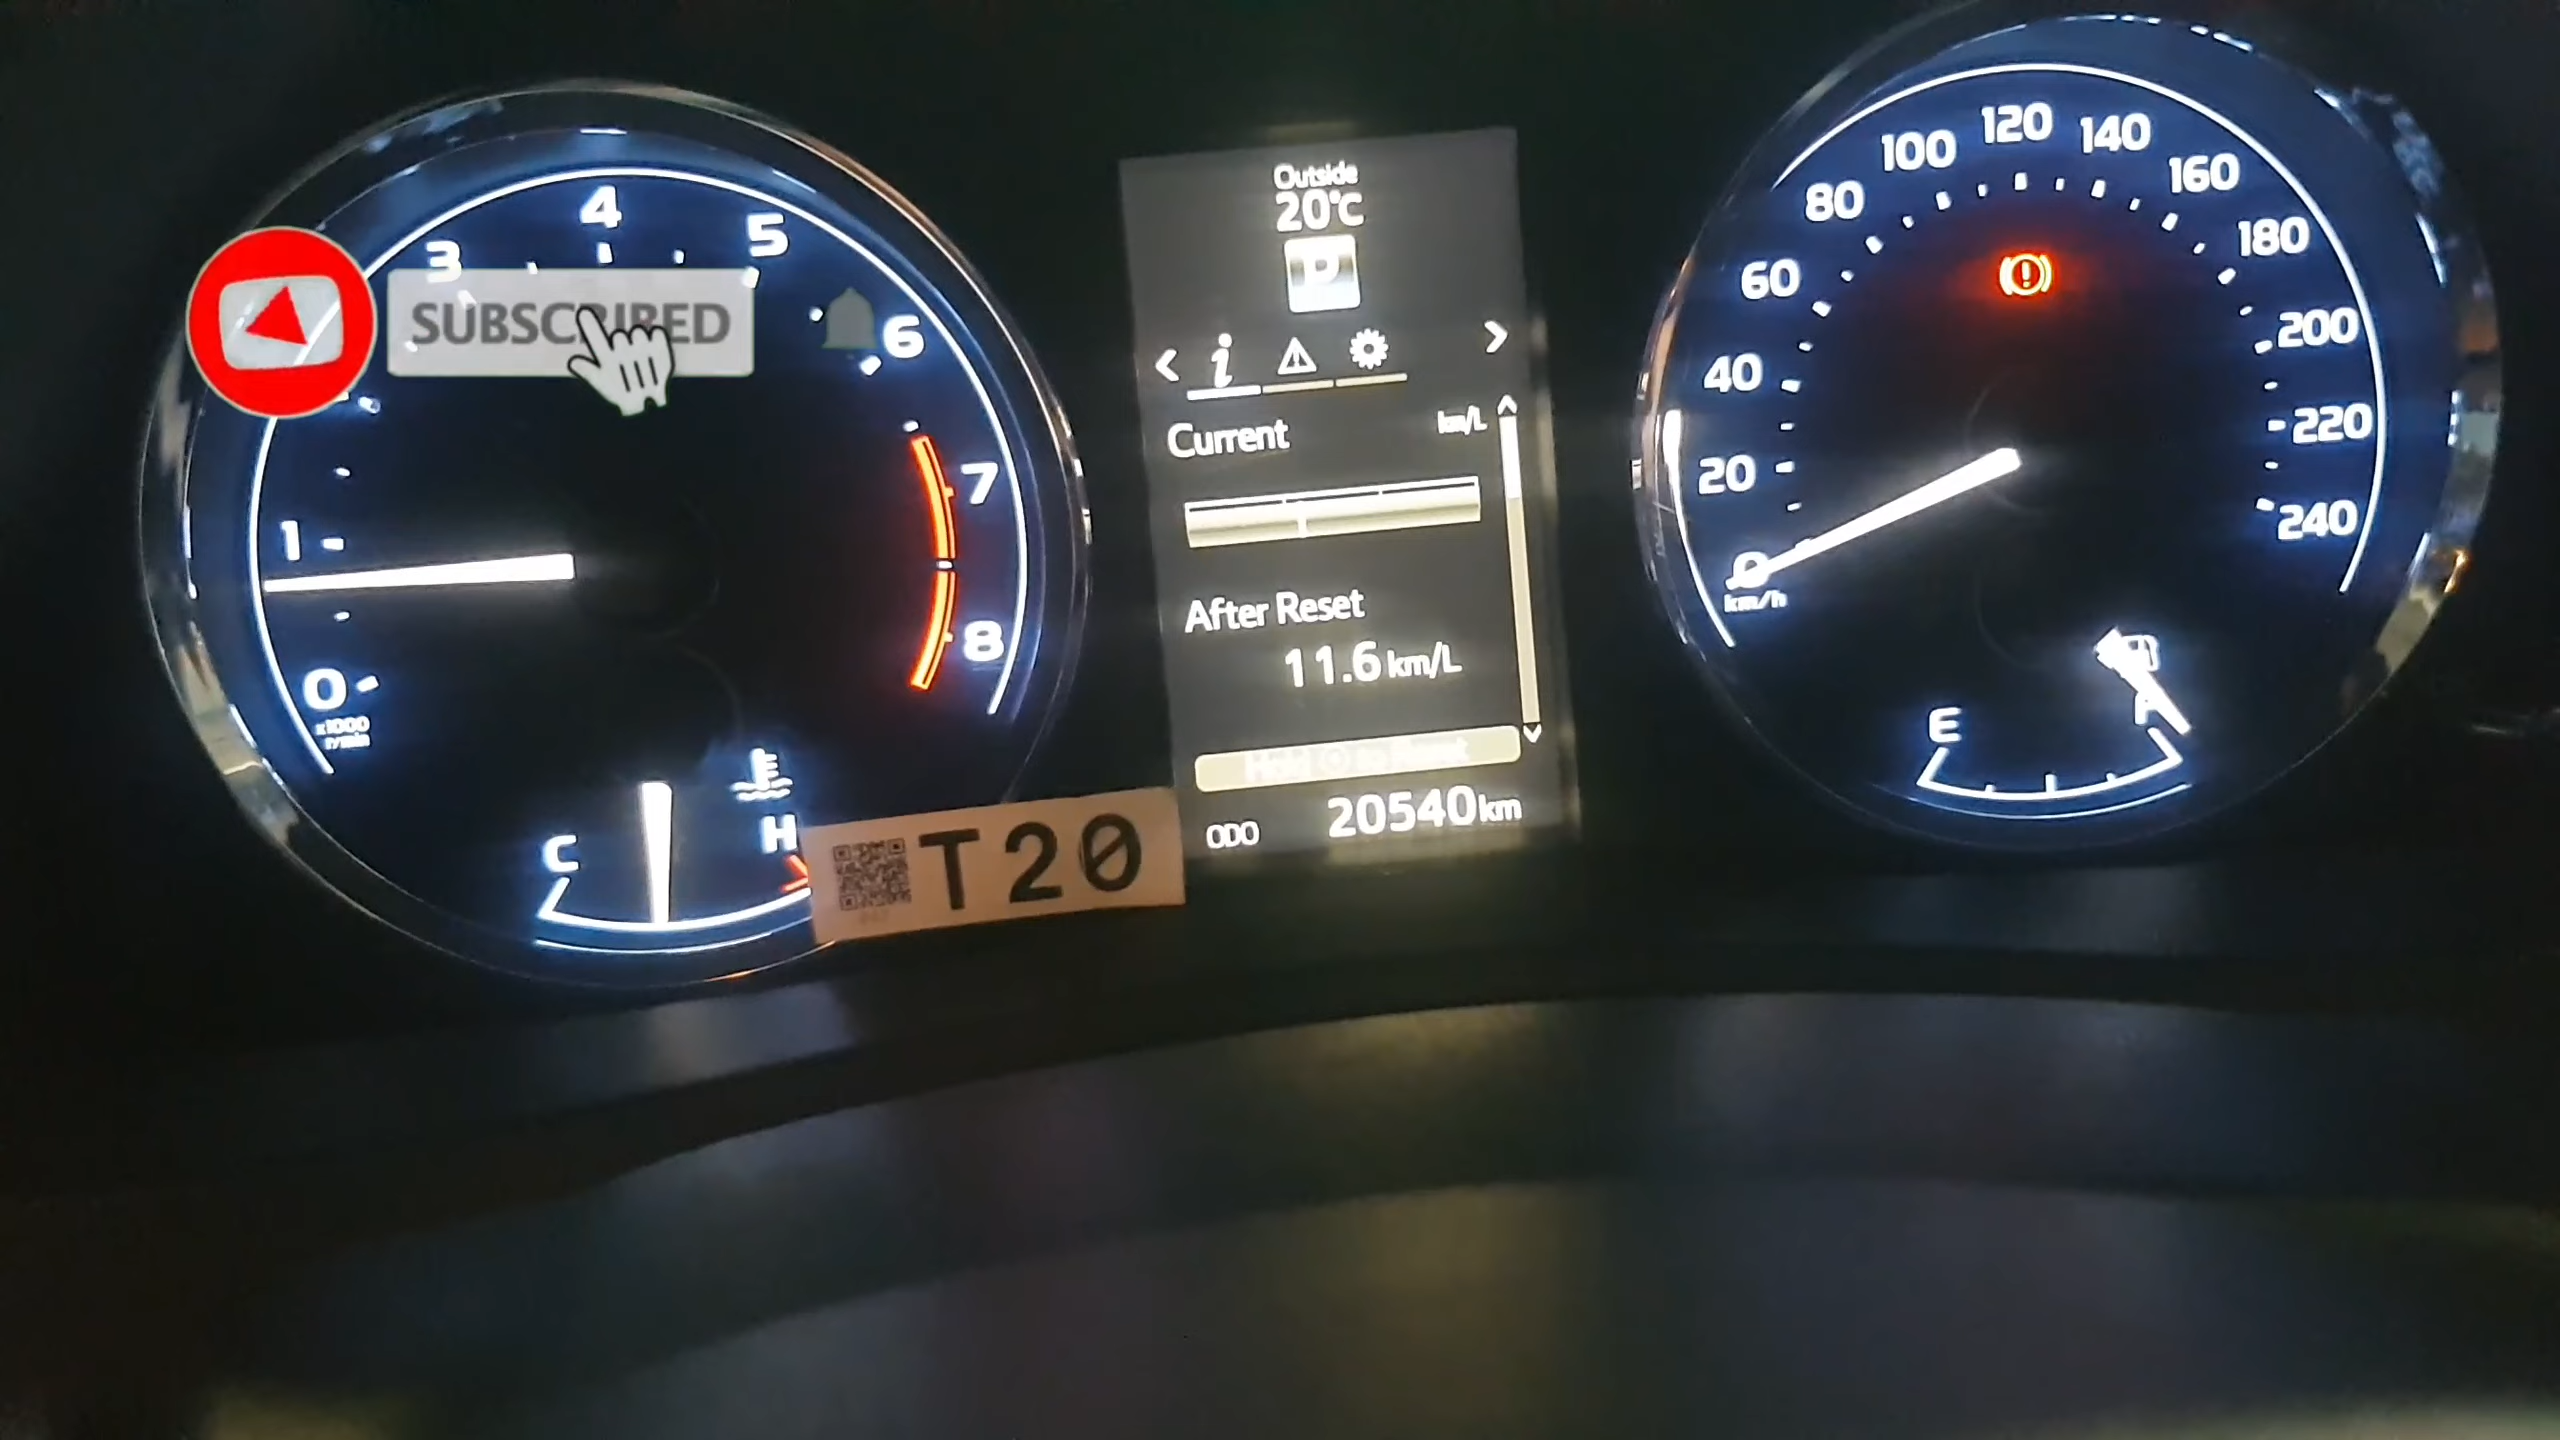 3
4
5
6
7
8
1
0
x1000
r/min
SUBSCRIBED
C
H
T20
Outside
20°C
P
i
Current
km/L
After Reset
11.6 km/L
ODO 20540 km
0
20
40
60
80
100
120
140
160
180
200
220
240
km/h
E
F